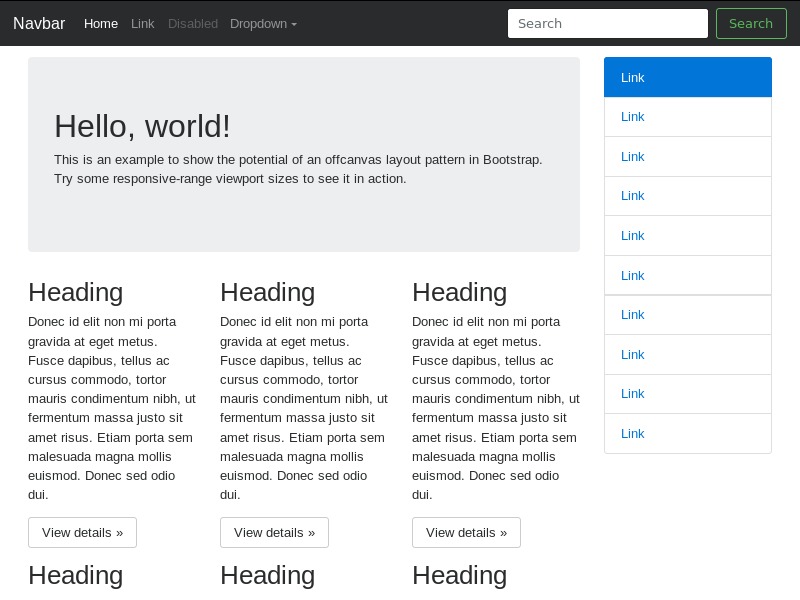 Navbar Home Link Disabled Dropdown Search Search
Hello, world!
This is an example to show the potential of an offcanvas layout pattern in Bootstrap.
Try some responsive-range viewport sizes to see it in action.
Link
Link
Link
Link
Link
Link
Link
Link
Link
Link
Heading
Donec id elit non mi porta
gravida at eget metus.
Fusce dapibus, tellus ac
cursus commodo, tortor
mauris condimentum nibh, ut
fermentum massa justo sit
amet risus. Etiam porta sem
malesuada magna mollis
euismod. Donec sed odio
dui.
View details »
Heading
Donec id elit non mi porta
gravida at eget metus.
Fusce dapibus, tellus ac
cursus commodo, tortor
mauris condimentum nibh, ut
fermentum massa justo sit
amet risus. Etiam porta sem
malesuada magna mollis
euismod. Donec sed odio
dui.
View details »
Heading
Donec id elit non mi porta
gravida at eget metus.
Fusce dapibus, tellus ac
cursus commodo, tortor
mauris condimentum nibh, ut
fermentum massa justo sit
amet risus. Etiam porta sem
malesuada magna mollis
euismod. Donec sed odio
dui.
View details »
Heading
Heading
Heading